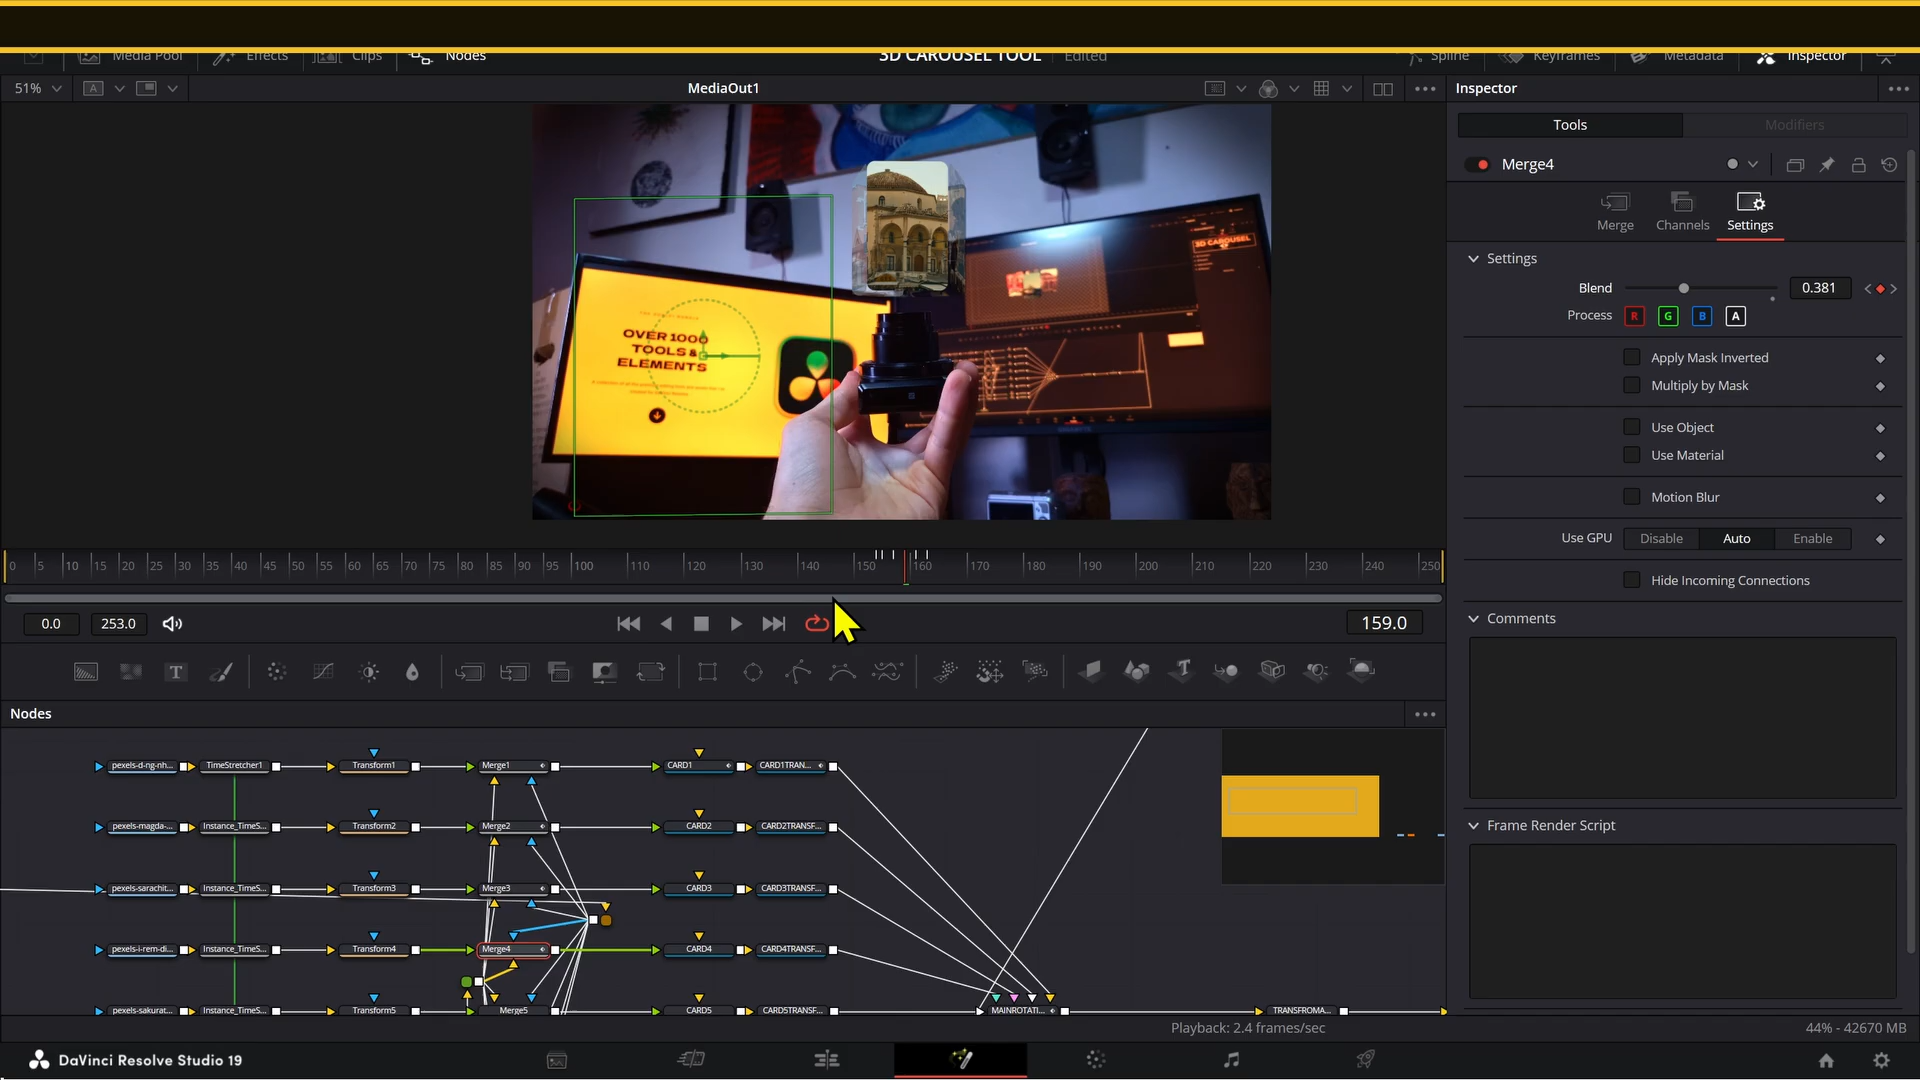 Media Pool
Effects
Clips
Nodes
3D CAROUSEL TOOL
Edited
Spline
Keyframes
Metadata
Inspector
51%
A
MediaOut1
Inspector
Tools
Modifiers
Merge4
Merge
Channels
Settings
Settings
Blend
0.381
Process
R
G
B
A
Apply Mask Inverted
Multiply by Mask
Use Object
Use Material
Motion Blur
Use GPU
Disable
Auto
Enable
Hide Incoming Connections
Comments
Frame Render Script
3D CAROUSEL
OVER 1000
TOOLS &
ELEMENTS
0 5 10 15 20 25 30 35 40 45 50 55 60 65 70 75 80 85 90 95 100 110 120 130 140 150 160 170 180 190 200 210 220 230 240 250
0.0
253.0
159.0
T
T
Nodes
pexels-d-ng-nh...
TimeStretcher1
Transform1
Merge1
CARD1
CARD1TRAN...
pexels-magda-...
Instance_TimeS...
Transform2
Merge2
CARD2
CARD2TRANSF...
pexels-sarachit...
Instance_TimeS...
Transform3
Merge3
CARD3
CARD3TRANSF...
pexels-i-rem-di...
Instance_TimeS...
Transform4
Merge4
CARD4
CARD4TRANSF...
pexels-sakurat...
Instance_TimeS...
Transform5
Merge5
CARD5
CARD5TRANSF...
MAINROTATI...
TRANSFROMA...
Playback: 2.4 frames/sec
44% - 42670 MB
DaVinci Resolve Studio 19